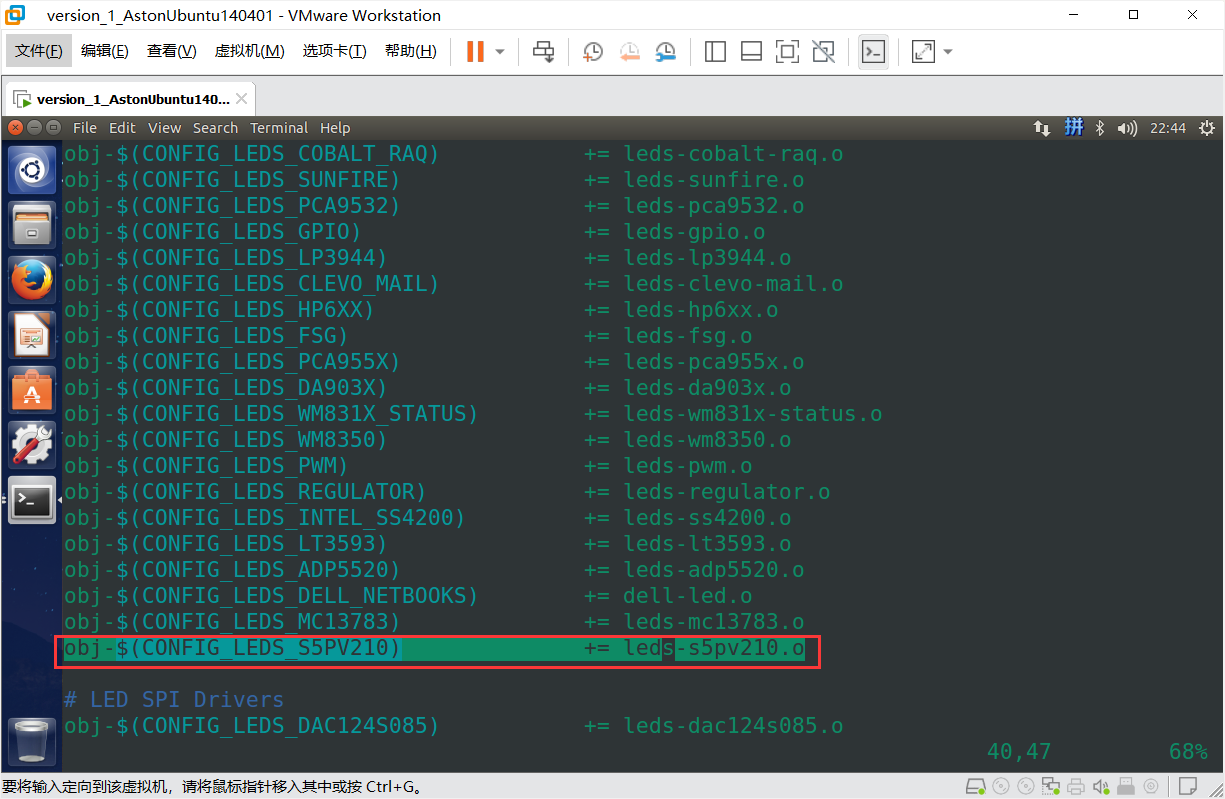 version_1_AstonUbuntu140401 - VMware Workstation
文件(F) 编辑(E) 查看(V) 虚拟机(M) 选项卡(T) 帮助(H)
version_1_AstonUbuntu140...
File Edit View Search Terminal Help 拼 22:44
obj-$(CONFIG_LEDS_COBALT_RAQ) += leds-cobalt-raq.o
obj-$(CONFIG_LEDS_SUNFIRE) += leds-sunfire.o
obj-$(CONFIG_LEDS_PCA9532) += leds-pca9532.o
obj-$(CONFIG_LEDS_GPIO) += leds-gpio.o
obj-$(CONFIG_LEDS_LP3944) += leds-lp3944.o
obj-$(CONFIG_LEDS_CLEVO_MAIL) += leds-clevo-mail.o
obj-$(CONFIG_LEDS_HP6XX) += leds-hp6xx.o
obj-$(CONFIG_LEDS_FSG) += leds-fsg.o
obj-$(CONFIG_LEDS_PCA955X) += leds-pca955x.o
obj-$(CONFIG_LEDS_DA903X) += leds-da903x.o
obj-$(CONFIG_LEDS_WM831X_STATUS) += leds-wm831x-status.o
obj-$(CONFIG_LEDS_WM8350) += leds-wm8350.o
obj-$(CONFIG_LEDS_PWM) += leds-pwm.o
obj-$(CONFIG_LEDS_REGULATOR) += leds-regulator.o
obj-$(CONFIG_LEDS_INTEL_SS4200) += leds-ss4200.o
obj-$(CONFIG_LEDS_LT3593) += leds-lt3593.o
obj-$(CONFIG_LEDS_ADP5520) += leds-adp5520.o
obj-$(CONFIG_LEDS_DELL_NETBOOKS) += dell-led.o
obj-$(CONFIG_LEDS_MC13783) += leds-mc13783.o
obj-$(CONFIG_LEDS_S5PV210) += leds-s5pv210.o
# LED SPI Drivers
obj-$(CONFIG_LEDS_DAC124S085) += leds-dac124s085.o
40,47 68%
要将输入定向到该虚拟机，请将鼠标指针移入其中或按 Ctrl+G。